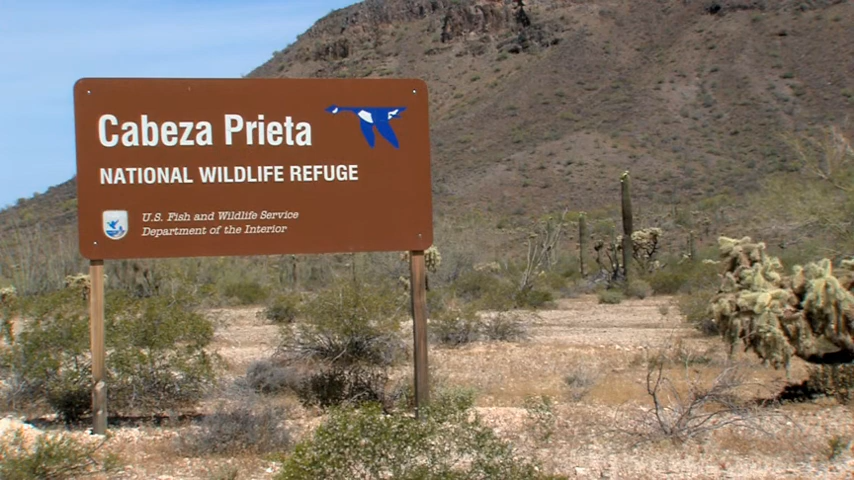 Cabeza Prieta
NATIONAL WILDLIFE REFUGE
U.S. Fish and Wildlife Service
Department of the Interior